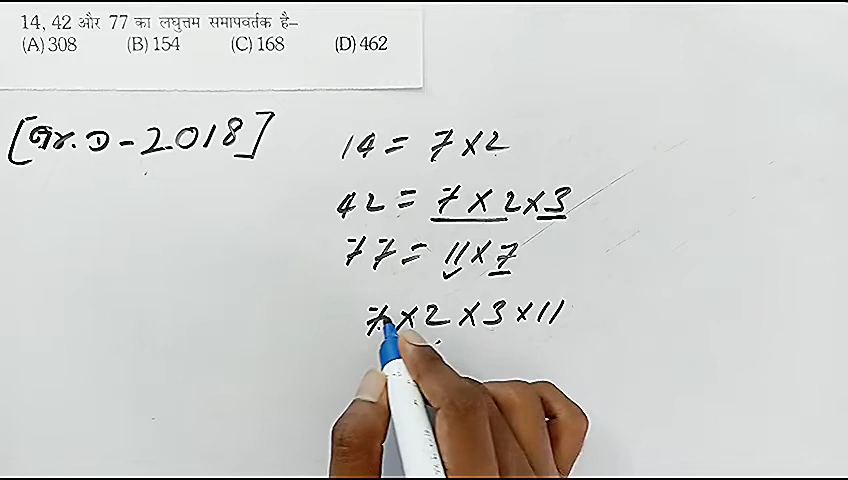 14, 42 और 77 का लघुत्तम समापवर्तक है–
(A) 308 (B) 154 (C) 168 (D) 462
[Gr. D - 2018]
14 = 7 × 2
42 = 7 × 2 × 3
77 = 11 × 7
7 × 2 × 3 × 11